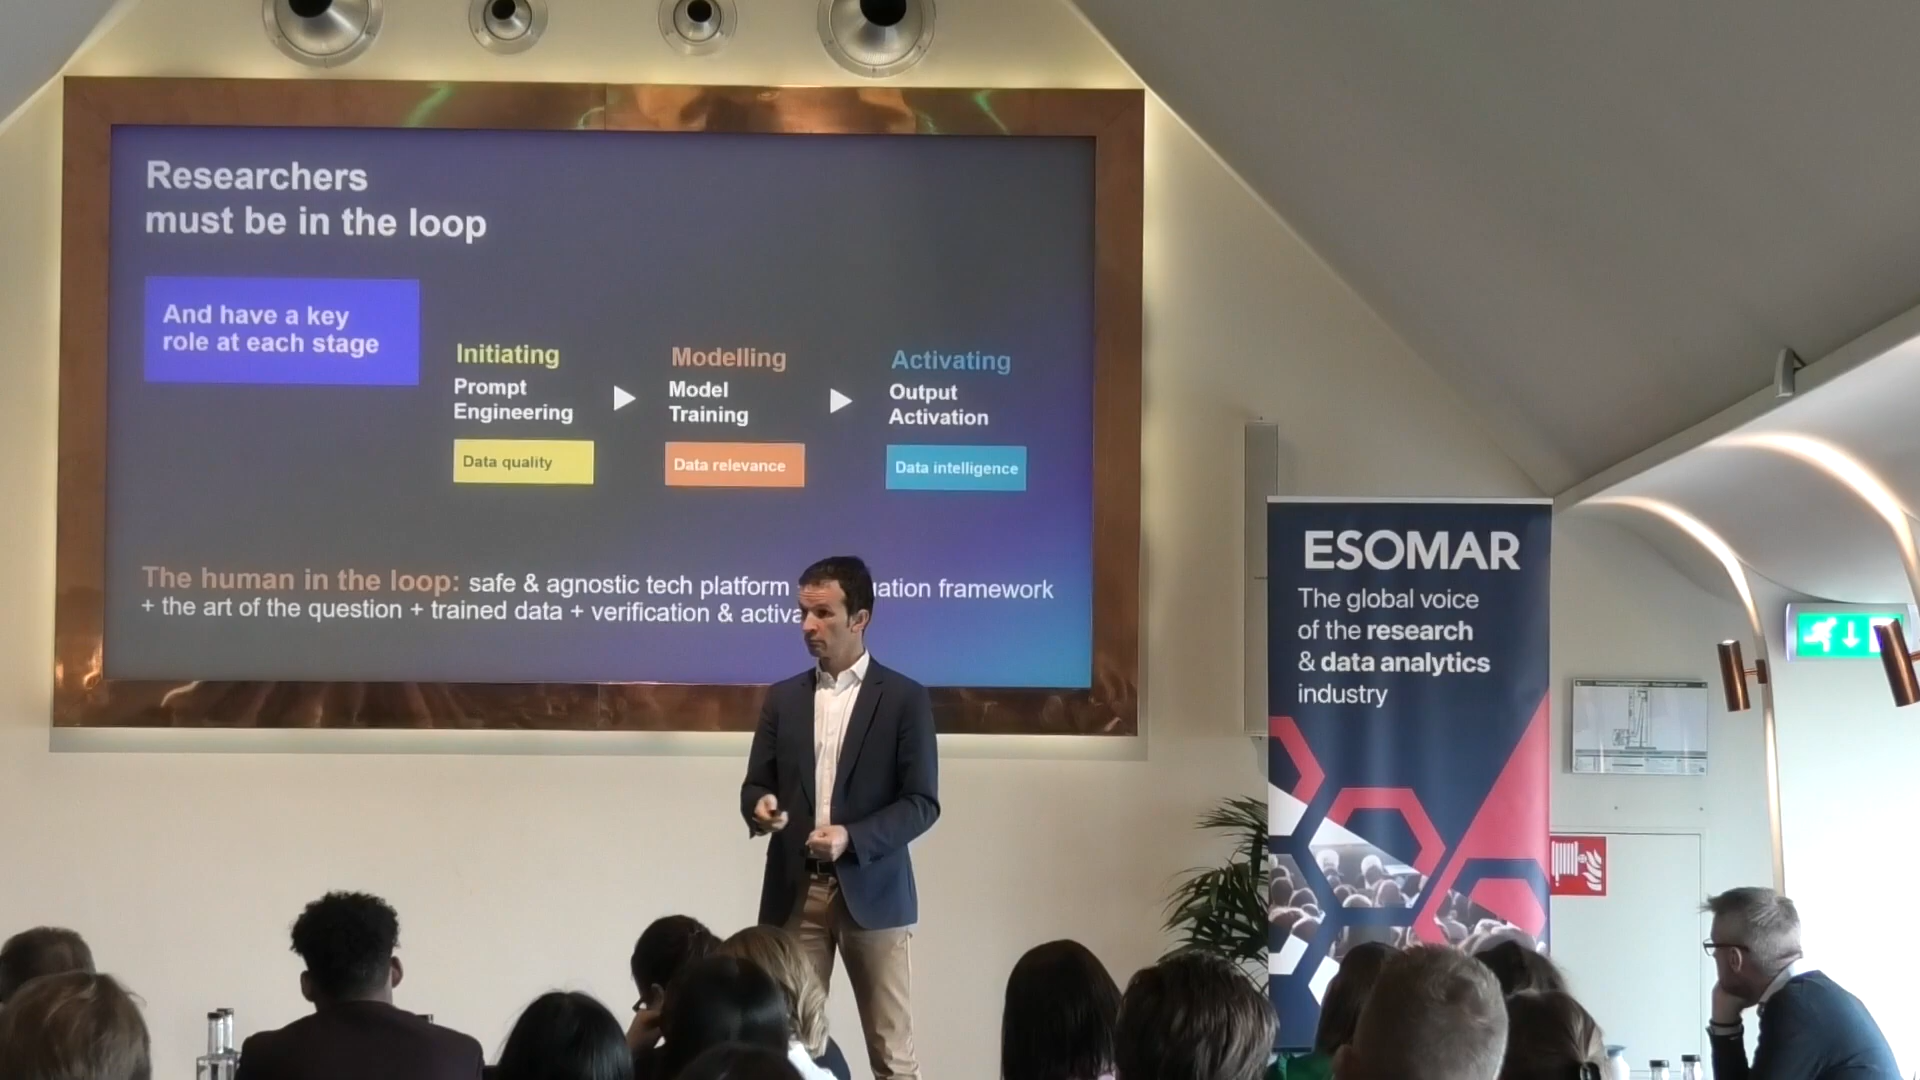 Researchers
must be in the loop
And have a key
role at each stage
Initiating
Prompt
Engineering
Data quality
Modelling
Model
Training
Data relevance
Activating
Output
Activation
Data intelligence
The human in the loop: safe & agnostic tech platform framework
+ the art of the question + trained data + verification &
ESOMAR
The global voice
of the research
& data analytics
industry